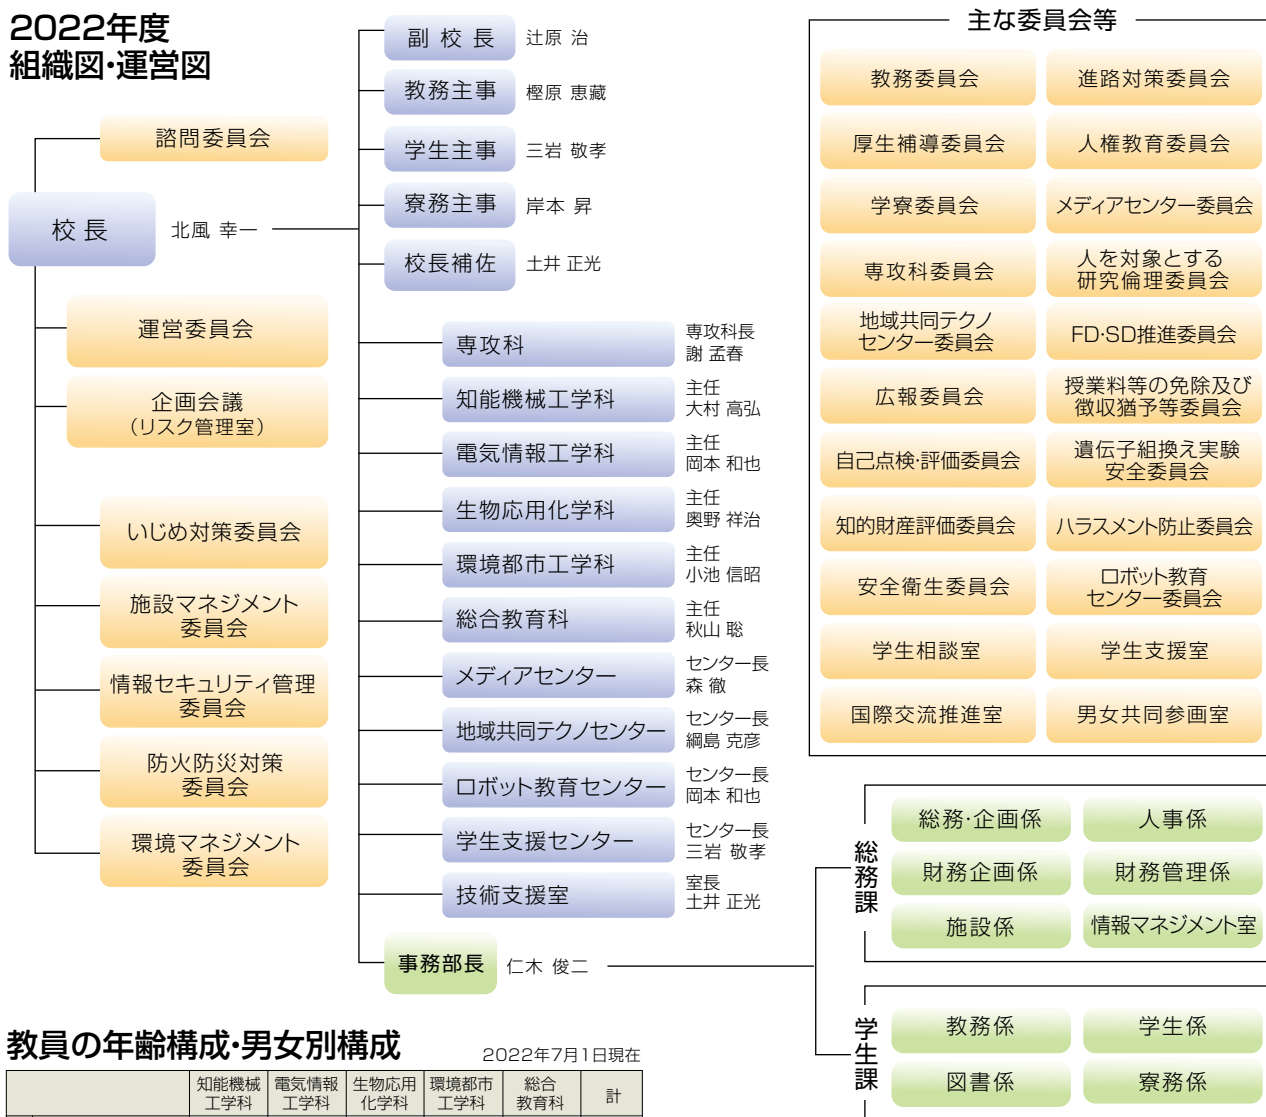 2022年度
組織図・運営図
諮問委員会
校長
北風 幸一
運営委員会
企画会議
（リスク管理室）
いじめ対策委員会
施設マネジメント
委員会
情報セキュリティ管理
委員会
防火防災対策
委員会
環境マネジメント
委員会
副校長
辻原 治
教務主事
樫原 恵藏
学生主事
三岩 敬孝
寮務主事
岸本 昇
校長補佐
土井 正光
専攻科
専攻科長
謝 孟春
知能機械工学科
主任
大村 高弘
電気情報工学科
主任
岡本 和也
生物応用化学科
主任
奥野 祥治
環境都市工学科
主任
小池 信昭
総合教育科
主任
秋山 聡
メディアセンター
センター長
森 徹
地域共同テクノセンター
センター長
綱島 克彦
ロボット教育センター
センター長
岡本 和也
学生支援センター
センター長
三岩 敬孝
技術支援室
室長
土井 正光
事務部長
仁木 俊二
主な委員会等
教務委員会
進路対策委員会
厚生補導委員会
人権教育委員会
学寮委員会
メディアセンター委員会
専攻科委員会
人を対象とする
研究倫理委員会
地域共同テクノ
センター委員会
FD・SD推進委員会
広報委員会
授業料等の免除及び
徴収猶予等委員会
自己点検・評価委員会
遺伝子組換え実験
安全委員会
知的財産評価委員会
ハラスメント防止委員会
安全衛生委員会
ロボット教育
センター委員会
学生相談室
学生支援室
国際交流推進室
男女共同参画室
総務課
総務・企画係
人事係
財務企画係
財務管理係
施設係
情報マネジメント室
学生課
教務係
学生係
図書係
寮務係
教員の年齢構成・男女別構成
2022年7月1日現在
知能機械
工学科
電気情報
工学科
生物応用
化学科
環境都市
工学科
総合
教育科
計